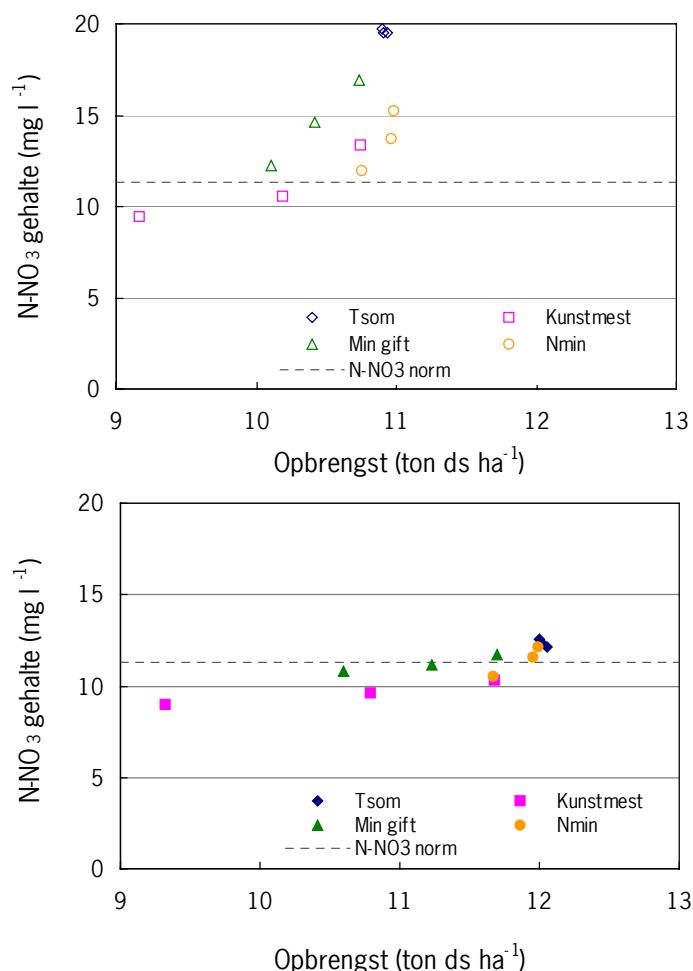 20
15
10
5
0
N-NO3 gehalte (mg l-1)
Tsom
Kunstmest
Min gift
Nmin
N-NO3 norm
9 10 11 12 13
Opbrengst (ton ds ha-1)
20
15
10
5
0
N-NO3 gehalte (mg l-1)
Tsom
Kunstmest
Min gift
Nmin
N-NO3 norm
9 10 11 12 13
Opbrengst (ton ds ha-1)